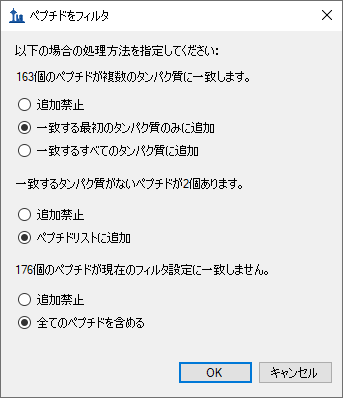 ペプチドをフィルタ
以下の場合の処理方法を指定してください:
163個のペプチドが複数のタンパク質に一致します。
追加禁止
一致する最初のタンパク質のみに追加
一致するすべてのタンパク質に追加
一致するタンパク質がないペプチドが2個あります。
追加禁止
ペプチドリストに追加
176個のペプチドが現在のフィルタ設定に一致しません。
追加禁止
全てのペプチドを含める
OK キャンセル